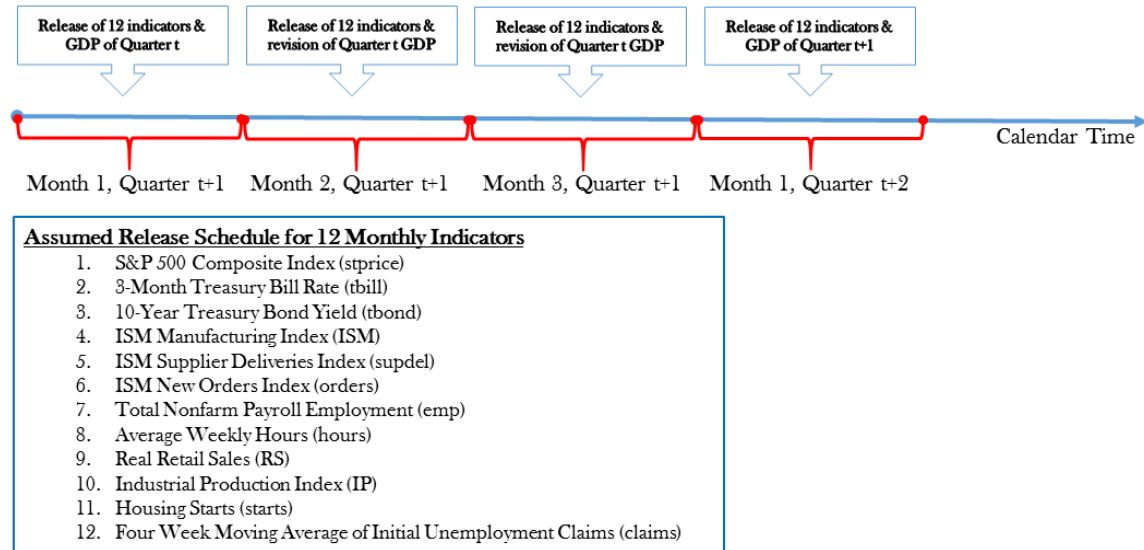 Release of 12 indicators &
GDP of Quarter t
Release of 12 indicators &
revision of Quarter t GDP
Release of 12 indicators &
revision of Quarter t GDP
Release of 12 indicators &
GDP of Quarter t+1
Calendar Time
Month 1, Quarter t+1
Month 2, Quarter t+1
Month 3, Quarter t+1
Month 1, Quarter t+2
Assumed Release Schedule for 12 Monthly Indicators
1. S&P 500 Composite Index (stprice)
2. 3-Month Treasury Bill Rate (tbill)
3. 10-Year Treasury Bond Yield (tbond)
4. ISM Manufacturing Index (ISM)
5. ISM Supplier Deliveries Index (supdel)
6. ISM New Orders Index (orders)
7. Total Nonfarm Payroll Employment (emp)
8. Average Weekly Hours (hours)
9. Real Retail Sales (RS)
10. Industrial Production Index (IP)
11. Housing Starts (starts)
12. Four Week Moving Average of Initial Unemployment Claims (claims)